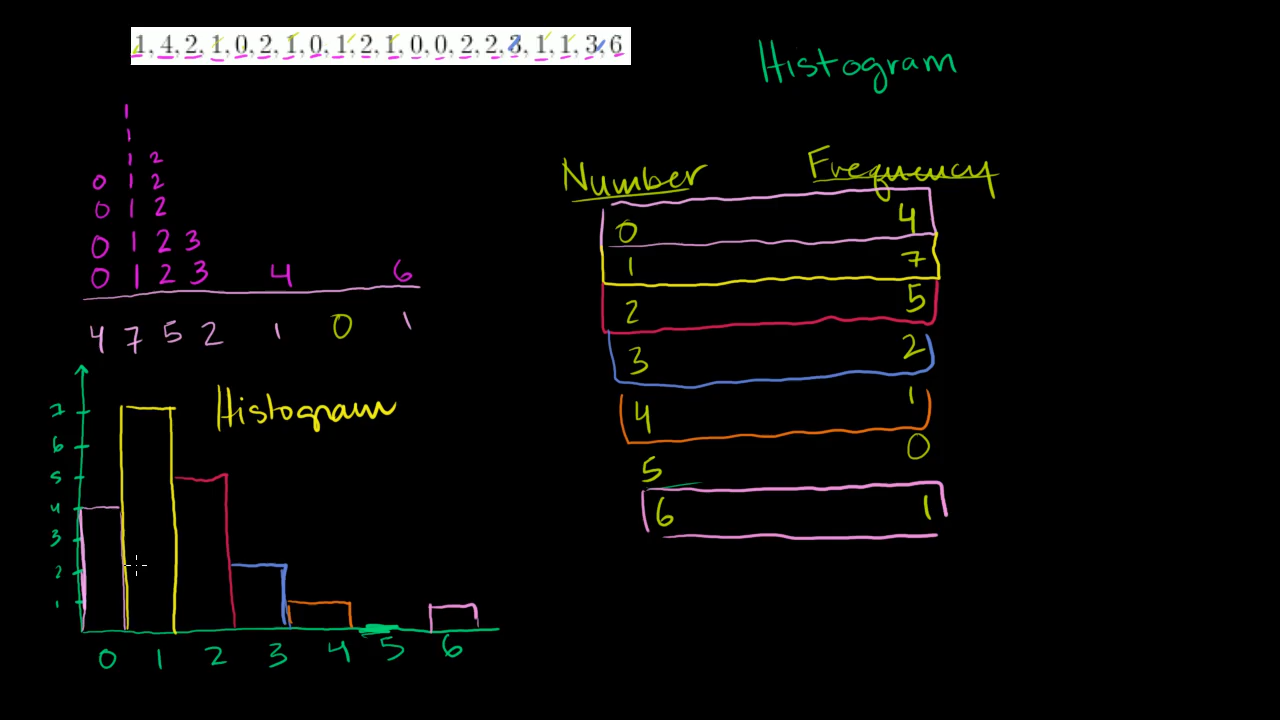 1, 4, 2, 1, 0, 2, 1, 0, 1, 2, 1, 0, 0, 2, 2, 3, 1, 1, 3, 6
Histogram
1
1
1 2
0 1 2
0 1 2
0 1 2 3
0 1 2 3 4 6
4 7 5 2 1 0 1
Number Frequency
0 4
1 7
2 5
3 2
4 1
5 0
6 1
Histogram
7
6
5
4
3
2
1
0 1 2 3 4 5 6